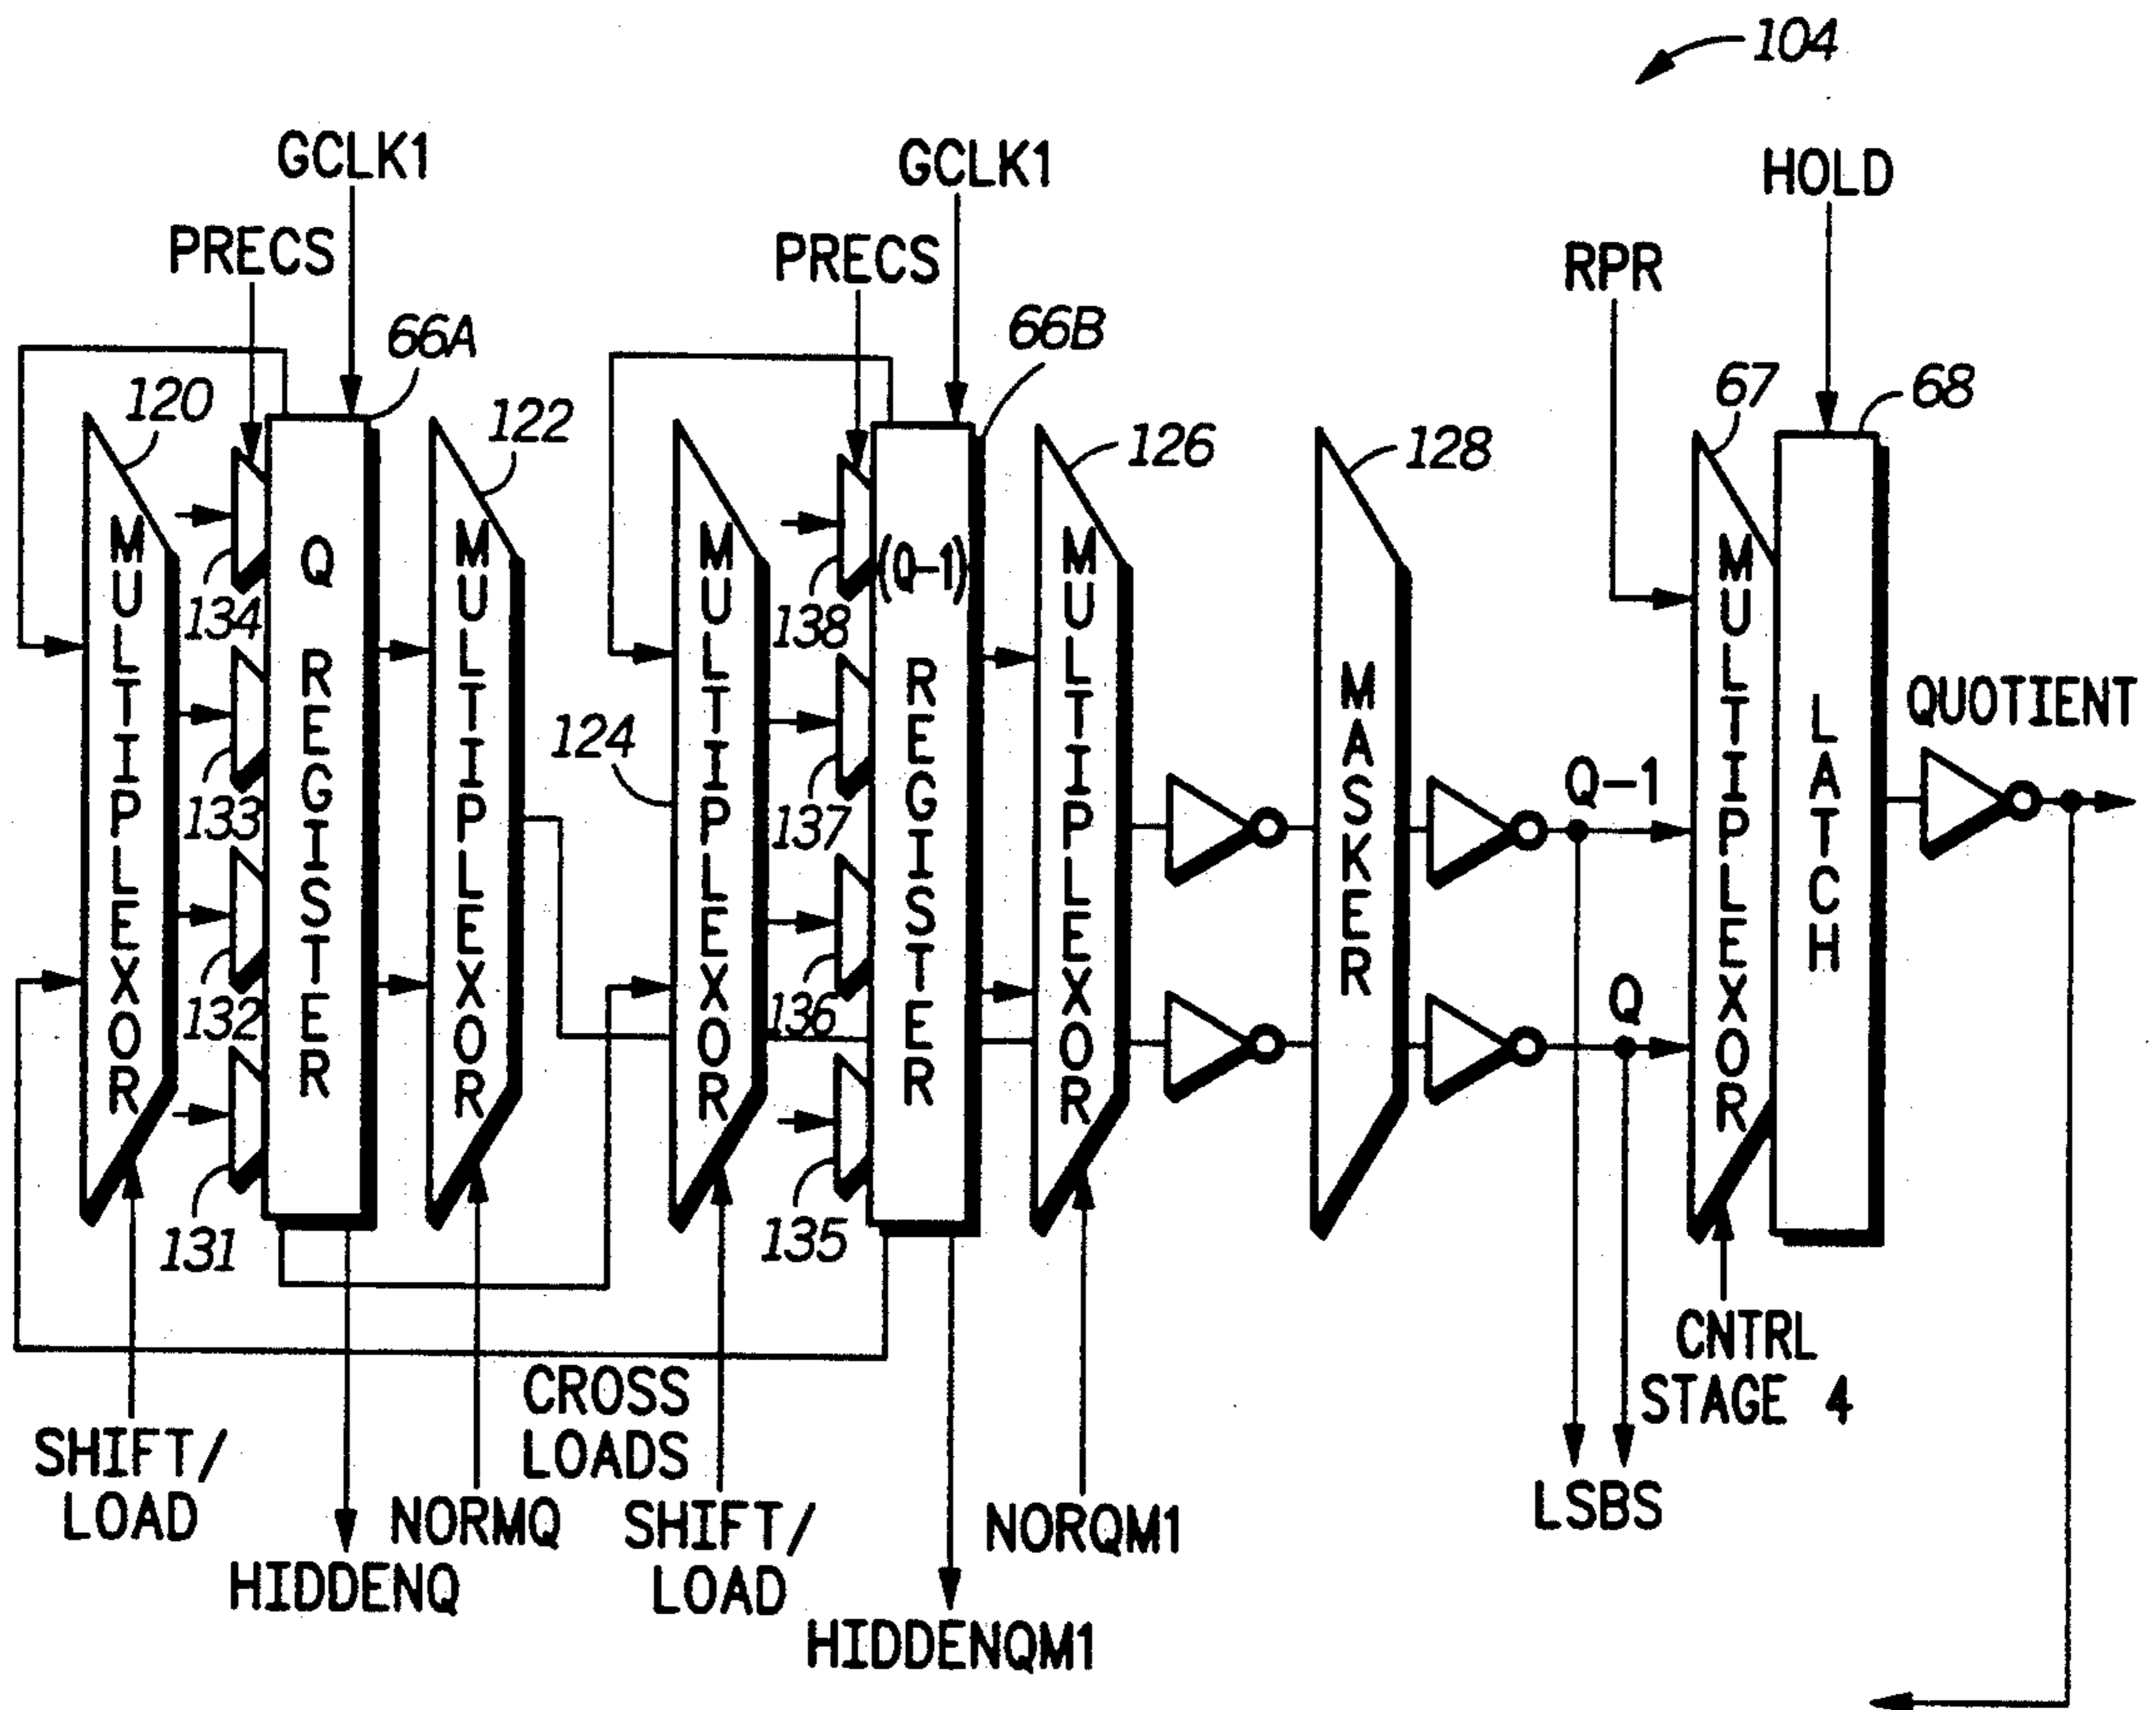 104
GCLK1
GCLK1
HOLD
PRECS
PRECS
RPR
66A
66B
120
122
126
128
67
68
MULTIPLEXOR
134
133
132
131
Q REGISTER
MULTIPLEXOR
124
MULTIPLEXOR
138
137
136
135
(Q-1) REGISTER
MULTIPLEXOR
MASKER
Q-1
Q
MULTIPLEXOR
LATCH
QUOTIENT
SHIFT/
LOAD
HIDDENQ
NORMQ
CROSS
LOADS
SHIFT/
LOAD
HIDDENQM1
NORQM1
LSBS
CNTRL
STAGE 4